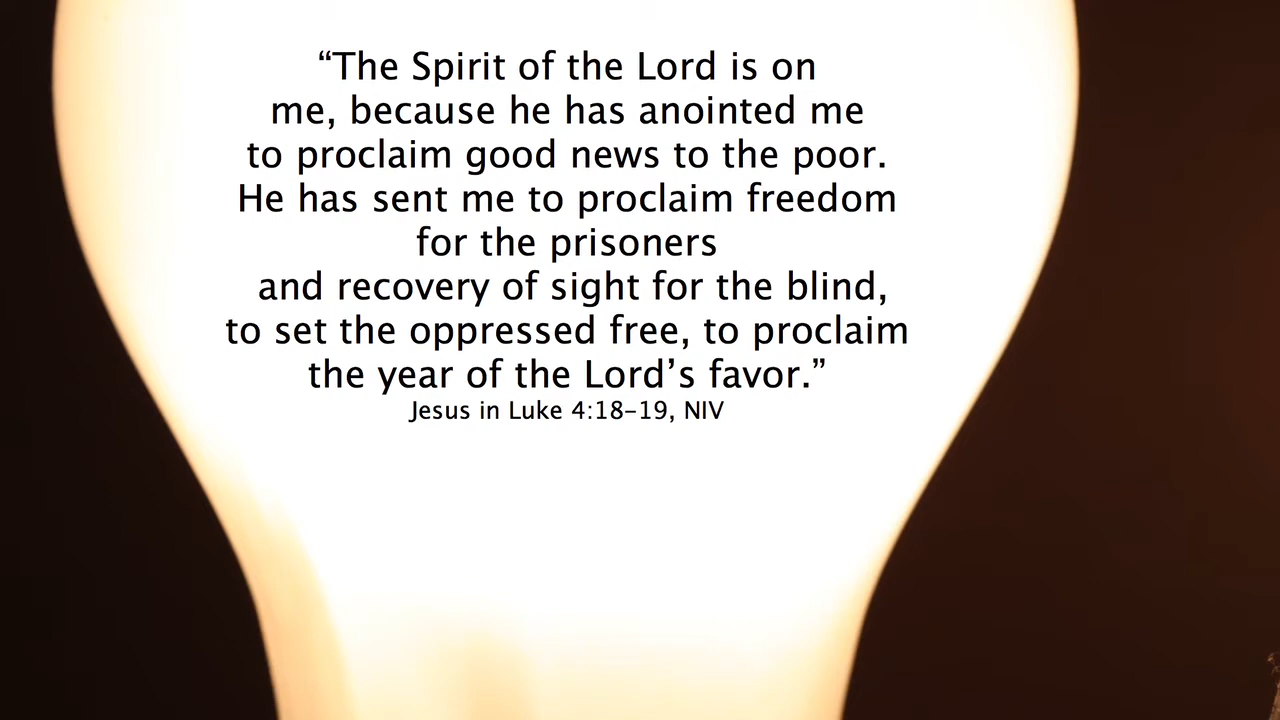 “The Spirit of the Lord is on
me, because he has anointed me
to proclaim good news to the poor.
He has sent me to proclaim freedom
for the prisoners
and recovery of sight for the blind,
to set the oppressed free, to proclaim
the year of the Lord’s favor.”
Jesus in Luke 4:18–19, NIV